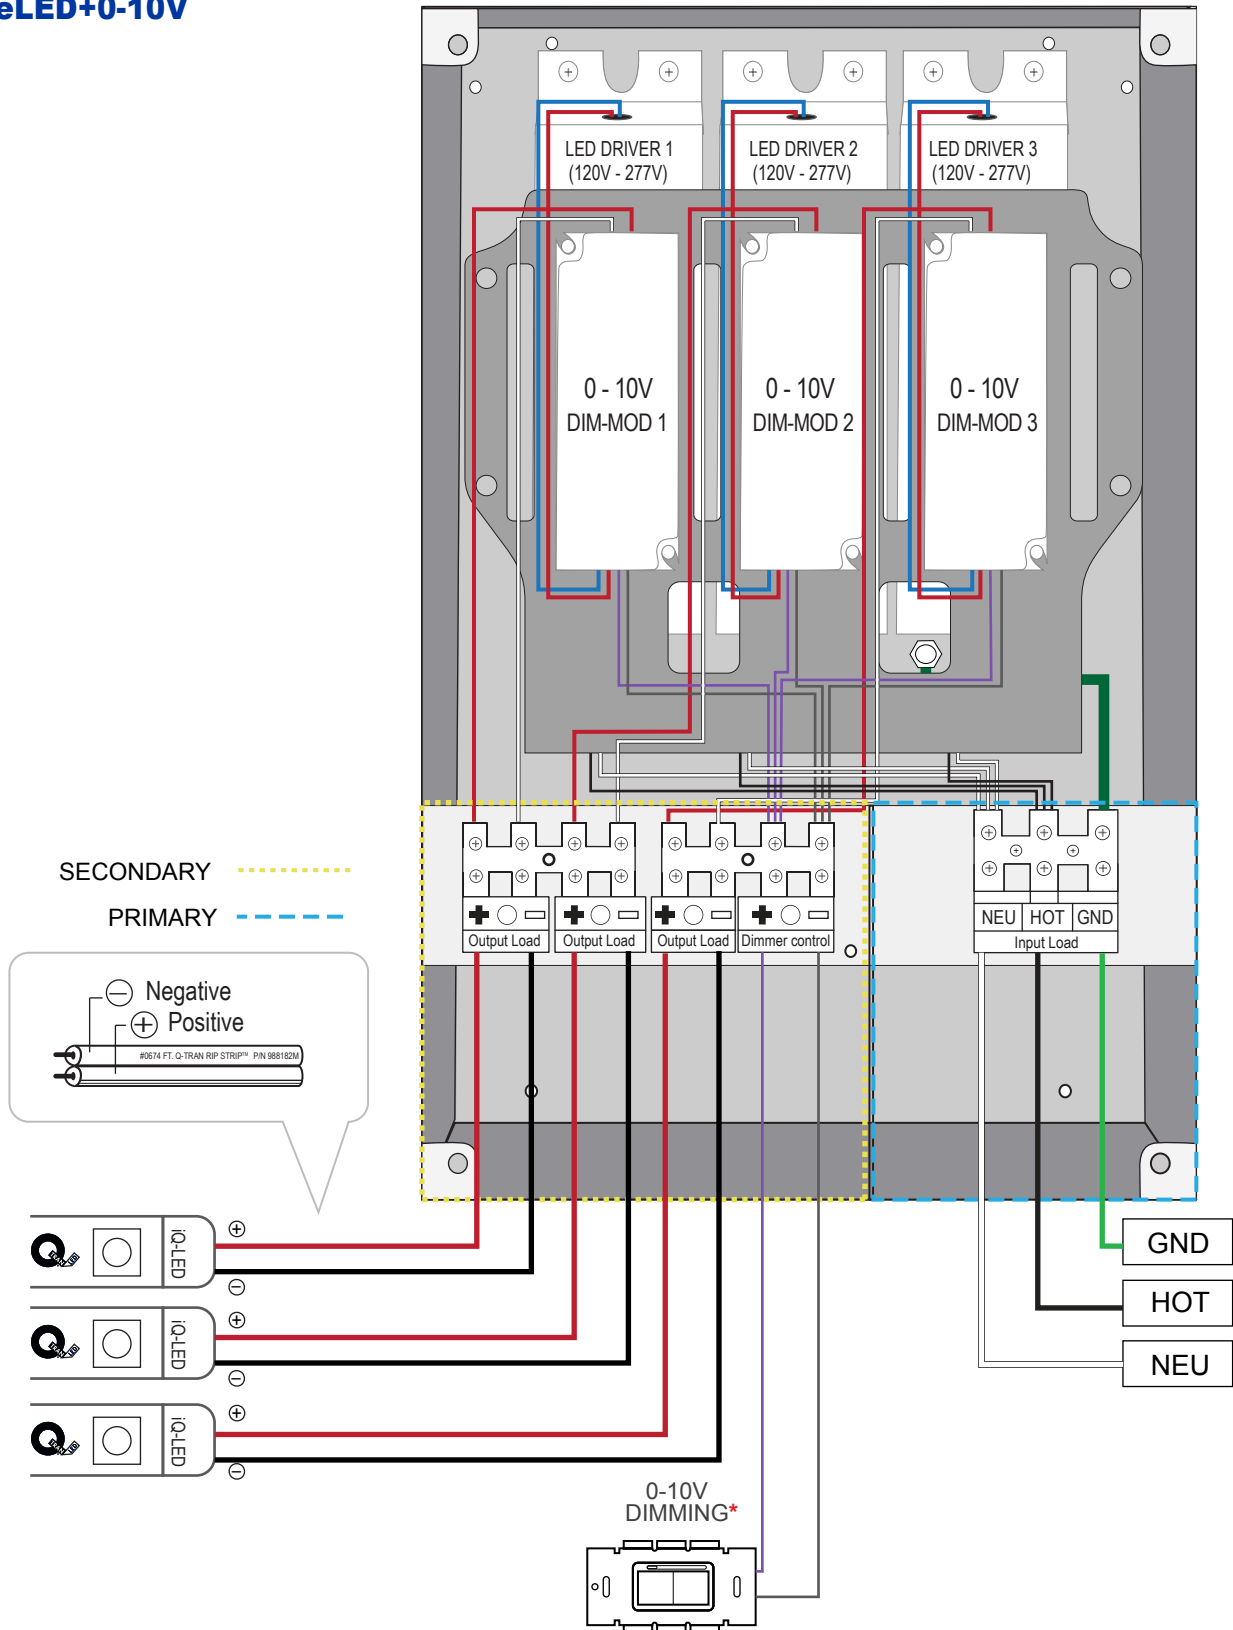 eLED+0-10V
LED DRIVER 1
(120V - 277V)
LED DRIVER 2
(120V - 277V)
LED DRIVER 3
(120V - 277V)
0 - 10V
DIM-MOD 1
0 - 10V
DIM-MOD 2
0 - 10V
DIM-MOD 3
SECONDARY
PRIMARY
Output Load
Output Load
Output Load
Dimmer control
NEU HOT GND
Input Load
Negative
Positive
#0674 FT. Q-TRAN RIP STRIP™ P/N 988182M
iQ-LED
iQ-LED
iQ-LED
GND
HOT
NEU
0-10V
DIMMING*